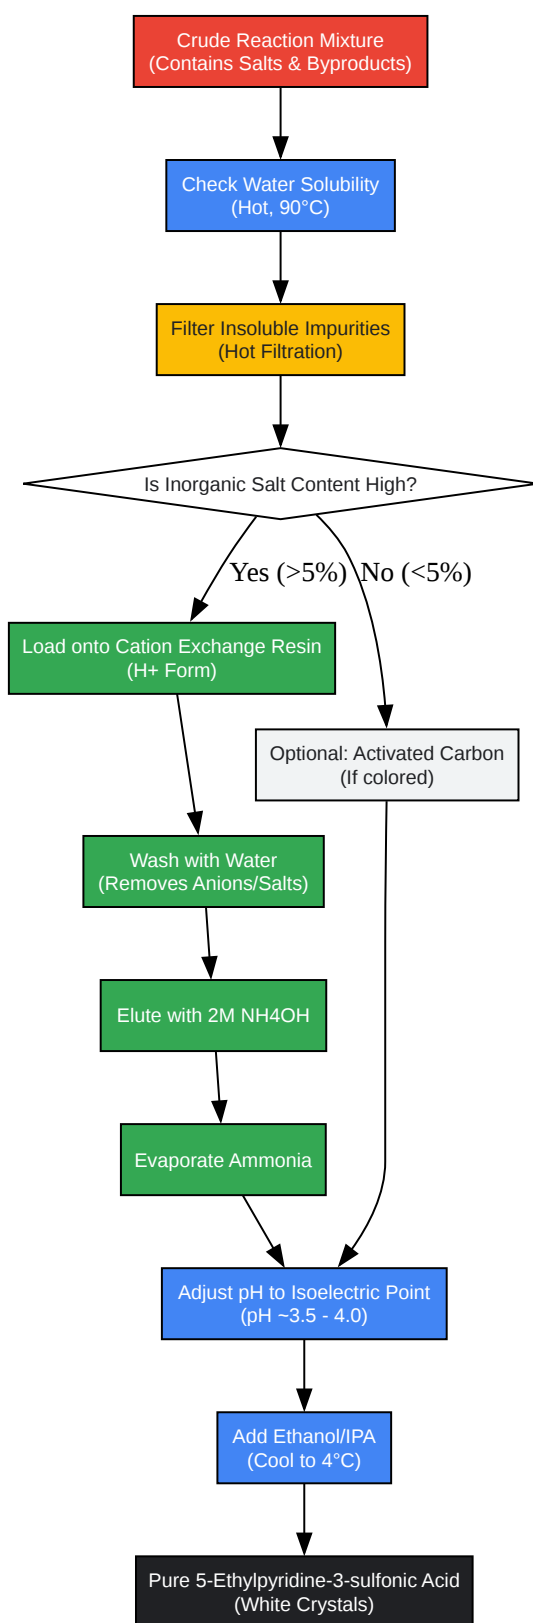 Crude Reaction Mixture
(Contains Salts & Byproducts)
Check Water Solubility
(Hot, 90°C)
Filter Insoluble Impurities
(Hot Filtration)
Is Inorganic Salt Content High?
Yes (>5%)
No (<5%)
Load onto Cation Exchange Resin
(H+ Form)
Optional: Activated Carbon
(If colored)
Wash with Water
(Removes Anions/Salts)
Elute with 2M NH4OH
Evaporate Ammonia
Adjust pH to Isoelectric Point
(pH ~3.5 - 4.0)
Add Ethanol/IPA
(Cool to 4°C)
Pure 5-Ethylpyridine-3-sulfonic Acid
(White Crystals)